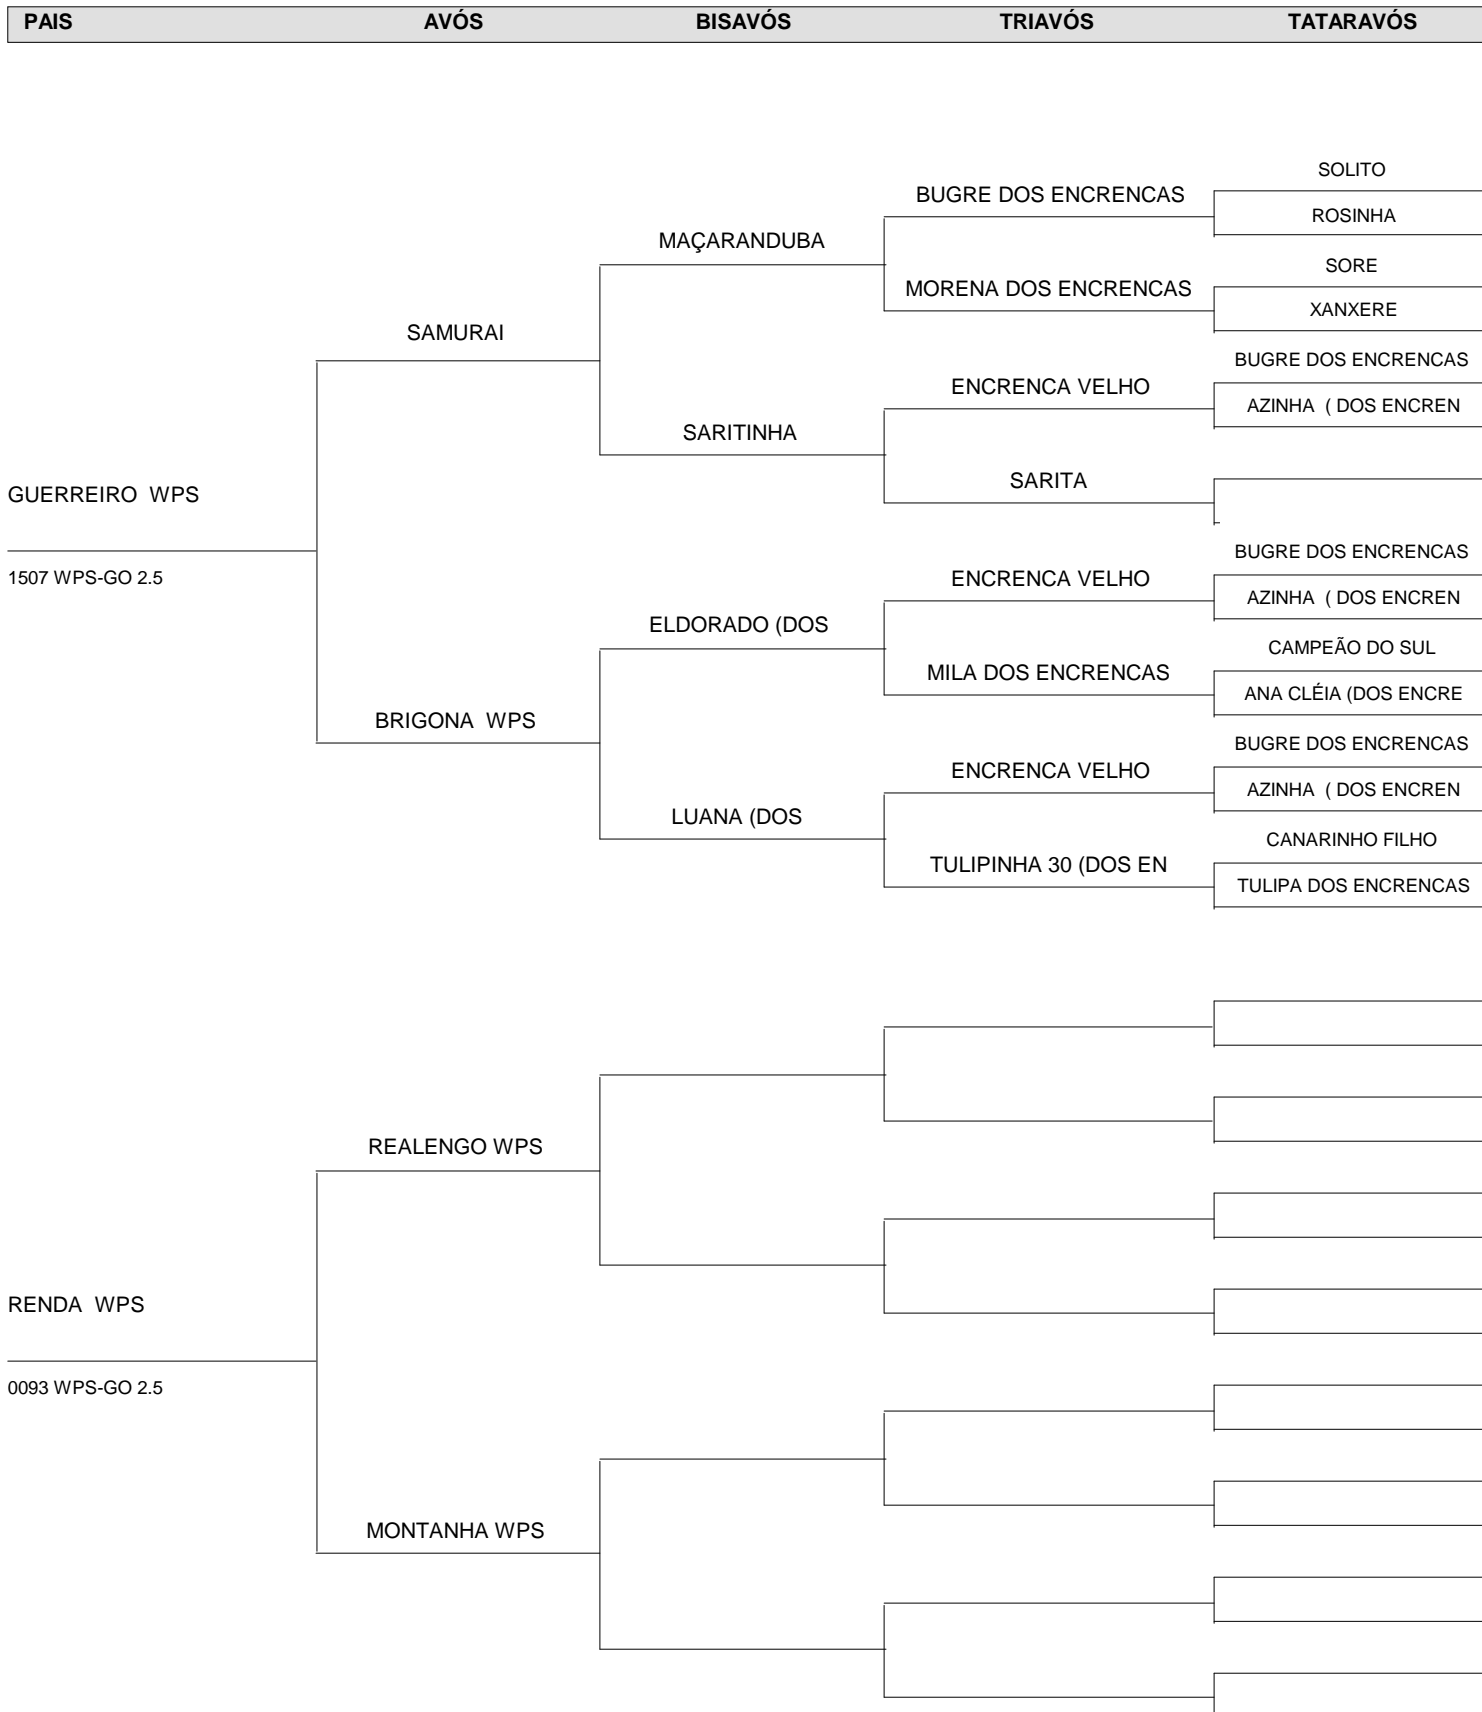 PAIS AVÓS BISAVÓS TRIAVÓS TATARAVÓS
SOLITO
BUGRE DOS ENCRENCAS
ROSINHA
MAÇARANDUBA
SORE
MORENA DOS ENCRENCAS
XANXERE
SAMURAI
BUGRE DOS ENCRENCAS
ENCRENCA VELHO
AZINHA ( DOS ENCREN
SARITINHA
SARITA
GUERREIRO WPS
BUGRE DOS ENCRENCAS
1507 WPS-GO 2.5
ENCRENCA VELHO
AZINHA ( DOS ENCREN
ELDORADO (DOS
CAMPEÃO DO SUL
MILA DOS ENCRENCAS
ANA CLÉIA (DOS ENCRE
BRIGONA WPS
BUGRE DOS ENCRENCAS
ENCRENCA VELHO
AZINHA ( DOS ENCREN
LUANA (DOS
CANARINHO FILHO
TULIPINHA 30 (DOS EN
TULIPA DOS ENCRENCAS
REALENGO WPS
RENDA WPS
0093 WPS-GO 2.5
MONTANHA WPS